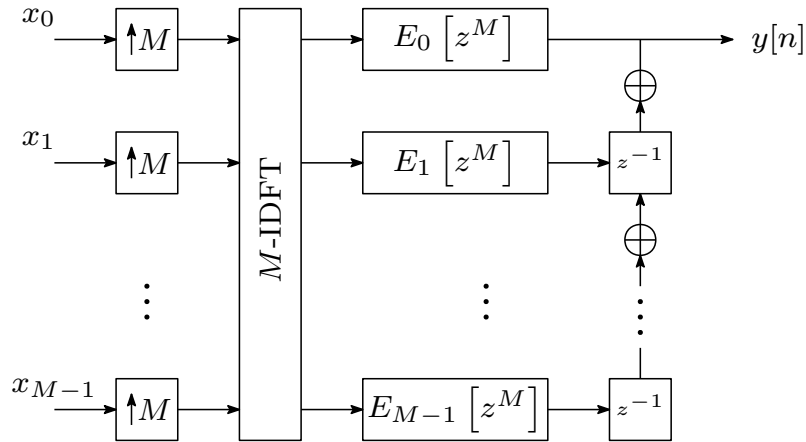 x_0 ↑M E_0 [z^M] y[n]
x_1 ↑M E_1 [z^M] z^{-1}
M-IDFT
⋮ ⋮ ⋮
x_{M−1} ↑M E_{M−1} [z^M] z^{-1}